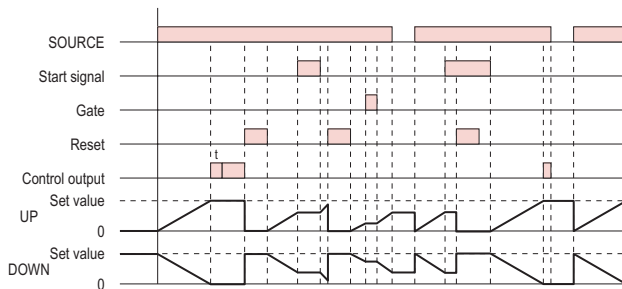 SOURCE
Start signal
Gate
Reset
t
Control output
Set value
UP
0
Set value
DOWN
0